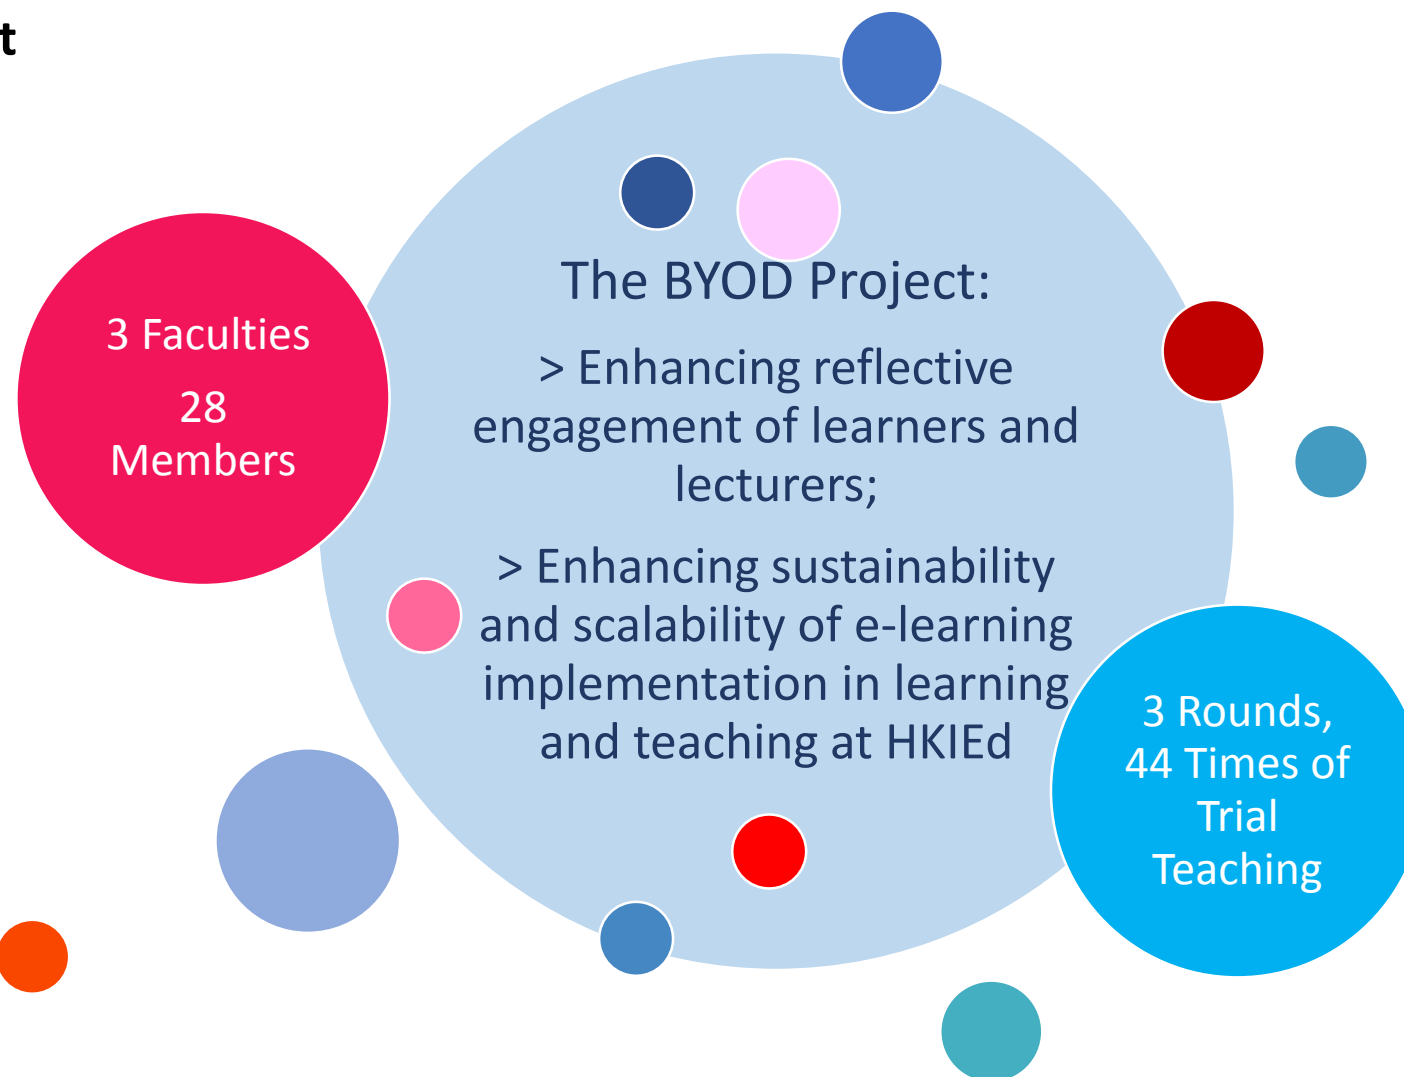 t
The BYOD Project:
> Enhancing reflective
engagement of learners and
lecturers;
> Enhancing sustainability
and scalability of e-learning
implementation in learning
and teaching at HKIEd
3 Faculties
28
Members
3 Rounds,
44 Times of
Trial
Teaching